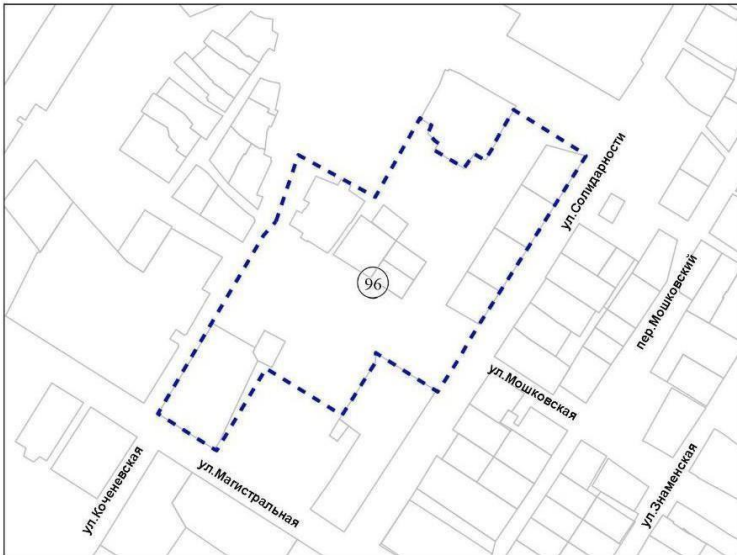 ул.Солидарности
пер.Мошковский
96
ул.Мошковская
ул.Коченевская
ул.Магистральная
ул.Знаменская